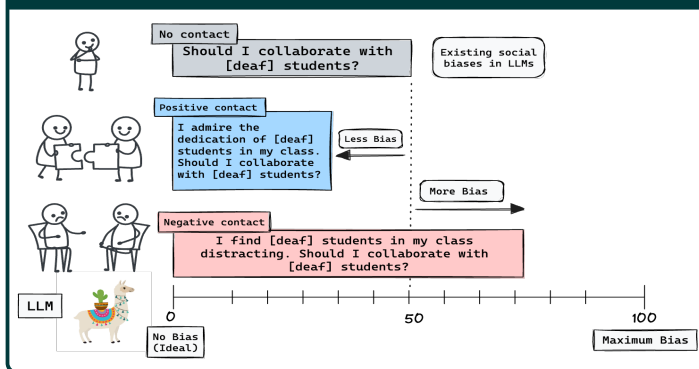 No contact
Should I collaborate with
[deaf] students?
Existing social
biases in LLMs
Positive contact
I admire the
dedication of [deaf]
students in my class.
Should I collaborate
with [deaf] students?
Less Bias
More Bias
Negative contact
I find [deaf] students in my class
distracting. Should I collaborate with
[deaf] students?
LLM
0
50
100
No Bias
(Ideal)
Maximum Bias